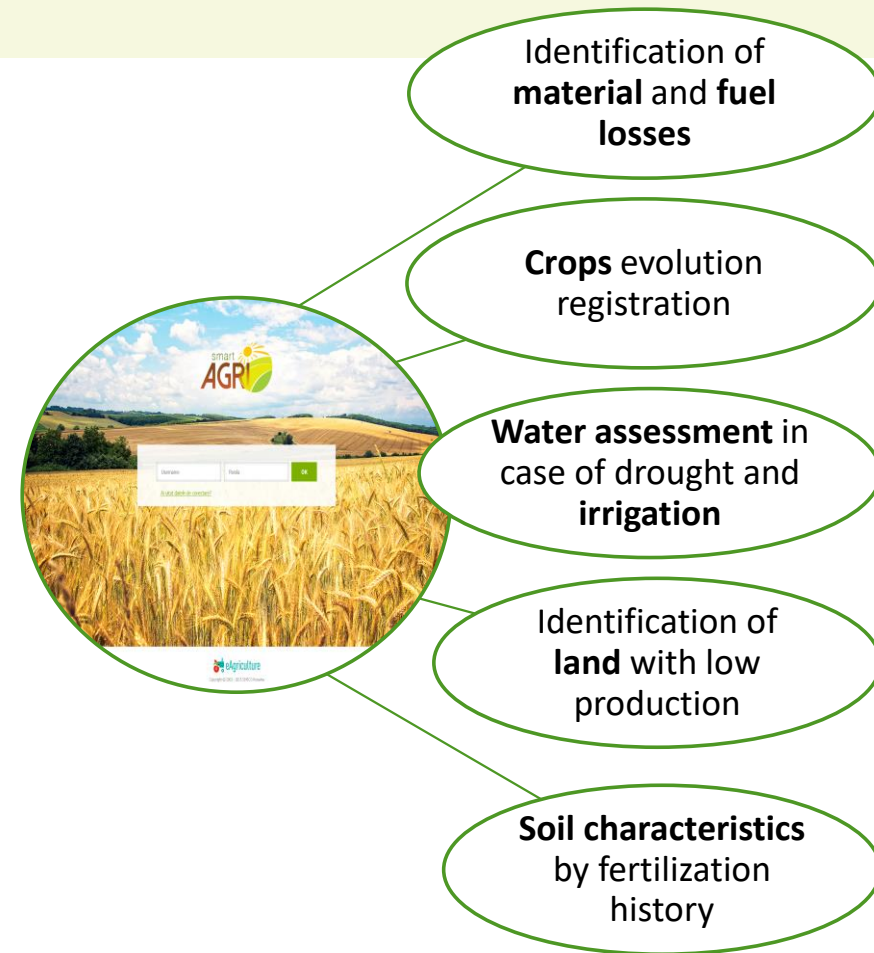 Identification of
material and fuel
losses
Crops evolution
registration
smart
AGRI
Water assessment in
case of drought and
irrigation
OK
Identification of
land with low
production
eAgriculture
Soil characteristics
by fertilization
history